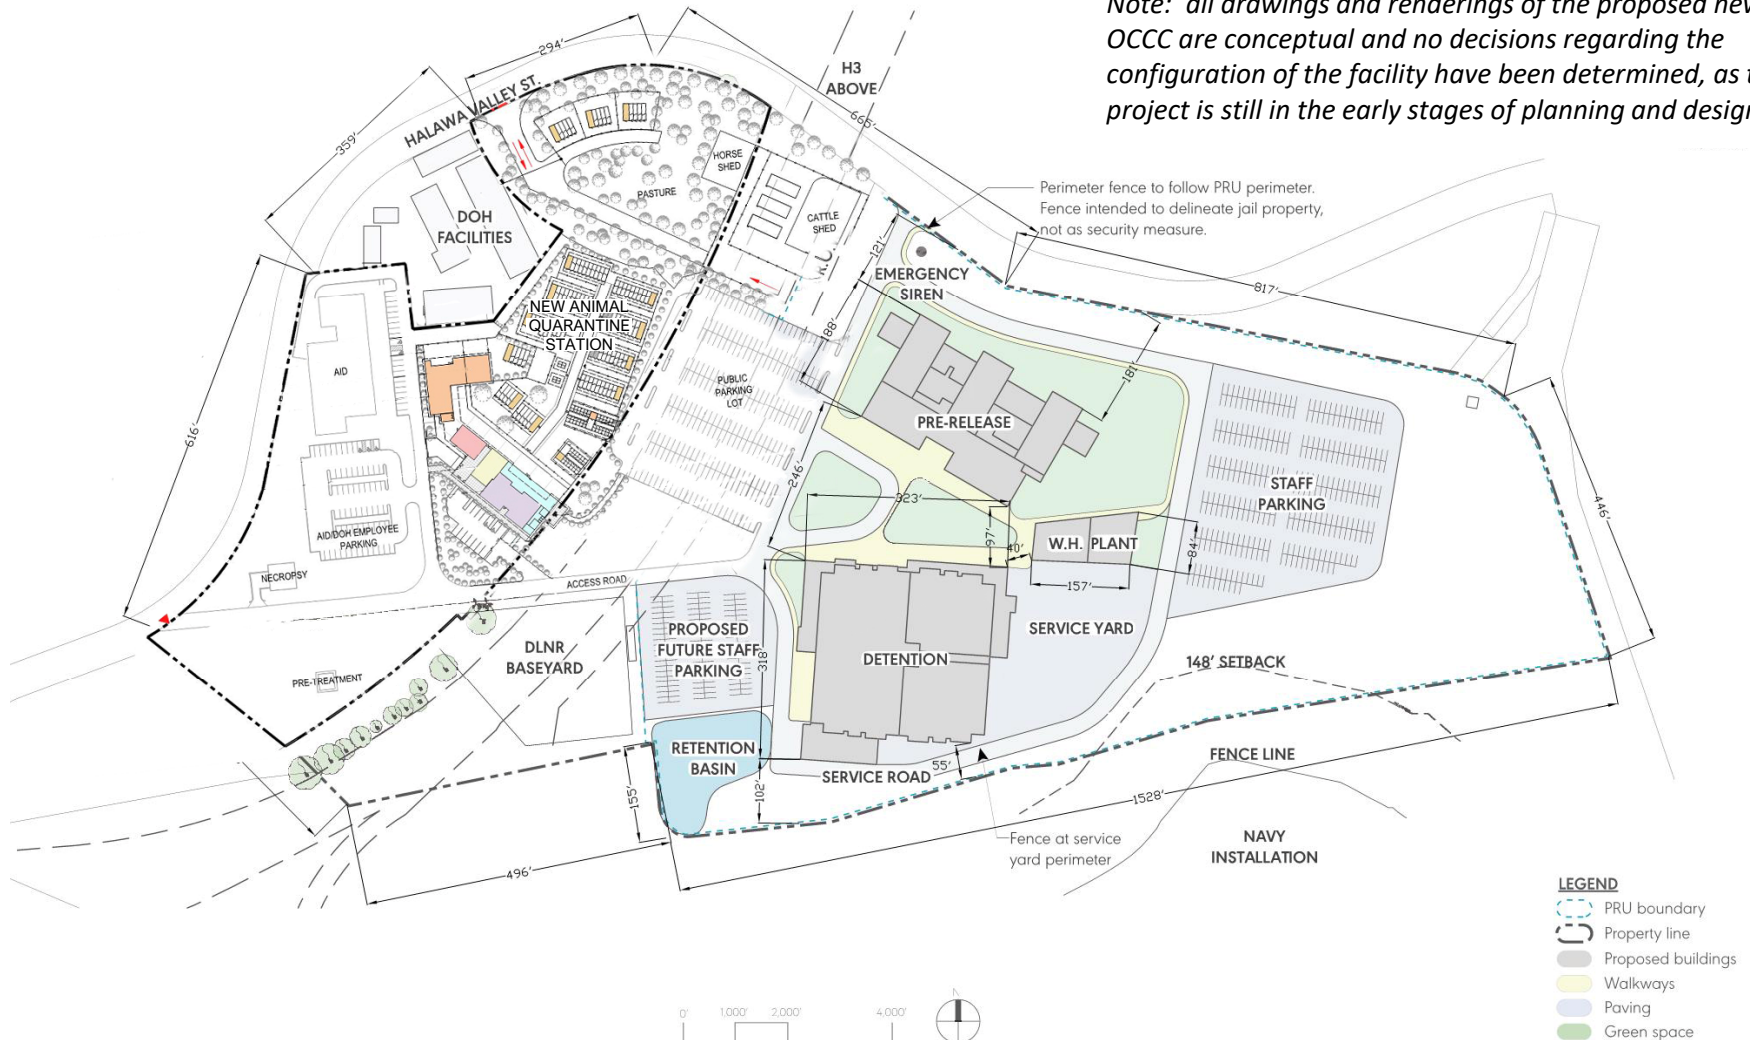 Note: all drawings and renderings of the proposed new
OCCC are conceptual and no decisions regarding the
configuration of the facility have been determined, as t
project is still in the early stages of planning and design
294'
H3
ABOVE
HALAWA VALLEY ST.
665'
359'
HORSE
SHED
PASTURE
Perimeter fence to follow PRU perimeter.
Fence intended to delineate jail property,
not as security measure.
DOH
FACILITIES
CATTLE
SHED
121'
EMERGENCY
SIREN
817'
NEW ANIMAL
QUARANTINE
STATION
188'
AID
PUBLIC
PARKING
LOT
181'
616'
PRE-RELEASE
246'
STAFF
PARKING
323'
446'
AID/DOH EMPLOYEE
PARKING
97'
W.H. PLANT
84'
40'
NECROPSY
ACCESS ROAD
157'
PROPOSED
FUTURE STAFF
PARKING
SERVICE YARD
DLNR
BASEYARD
318'
DETENTION
148' SETBACK
PRE-TREATMENT
RETENTION
BASIN
FENCE LINE
SERVICE ROAD
55'
155'
102'
1528'
Fence at service
yard perimeter
NAVY
INSTALLATION
496'
LEGEND
PRU boundary
Property line
Proposed buildings
Walkways
Paving
Green space
N
0' 1,000' 2,000' 4,000'